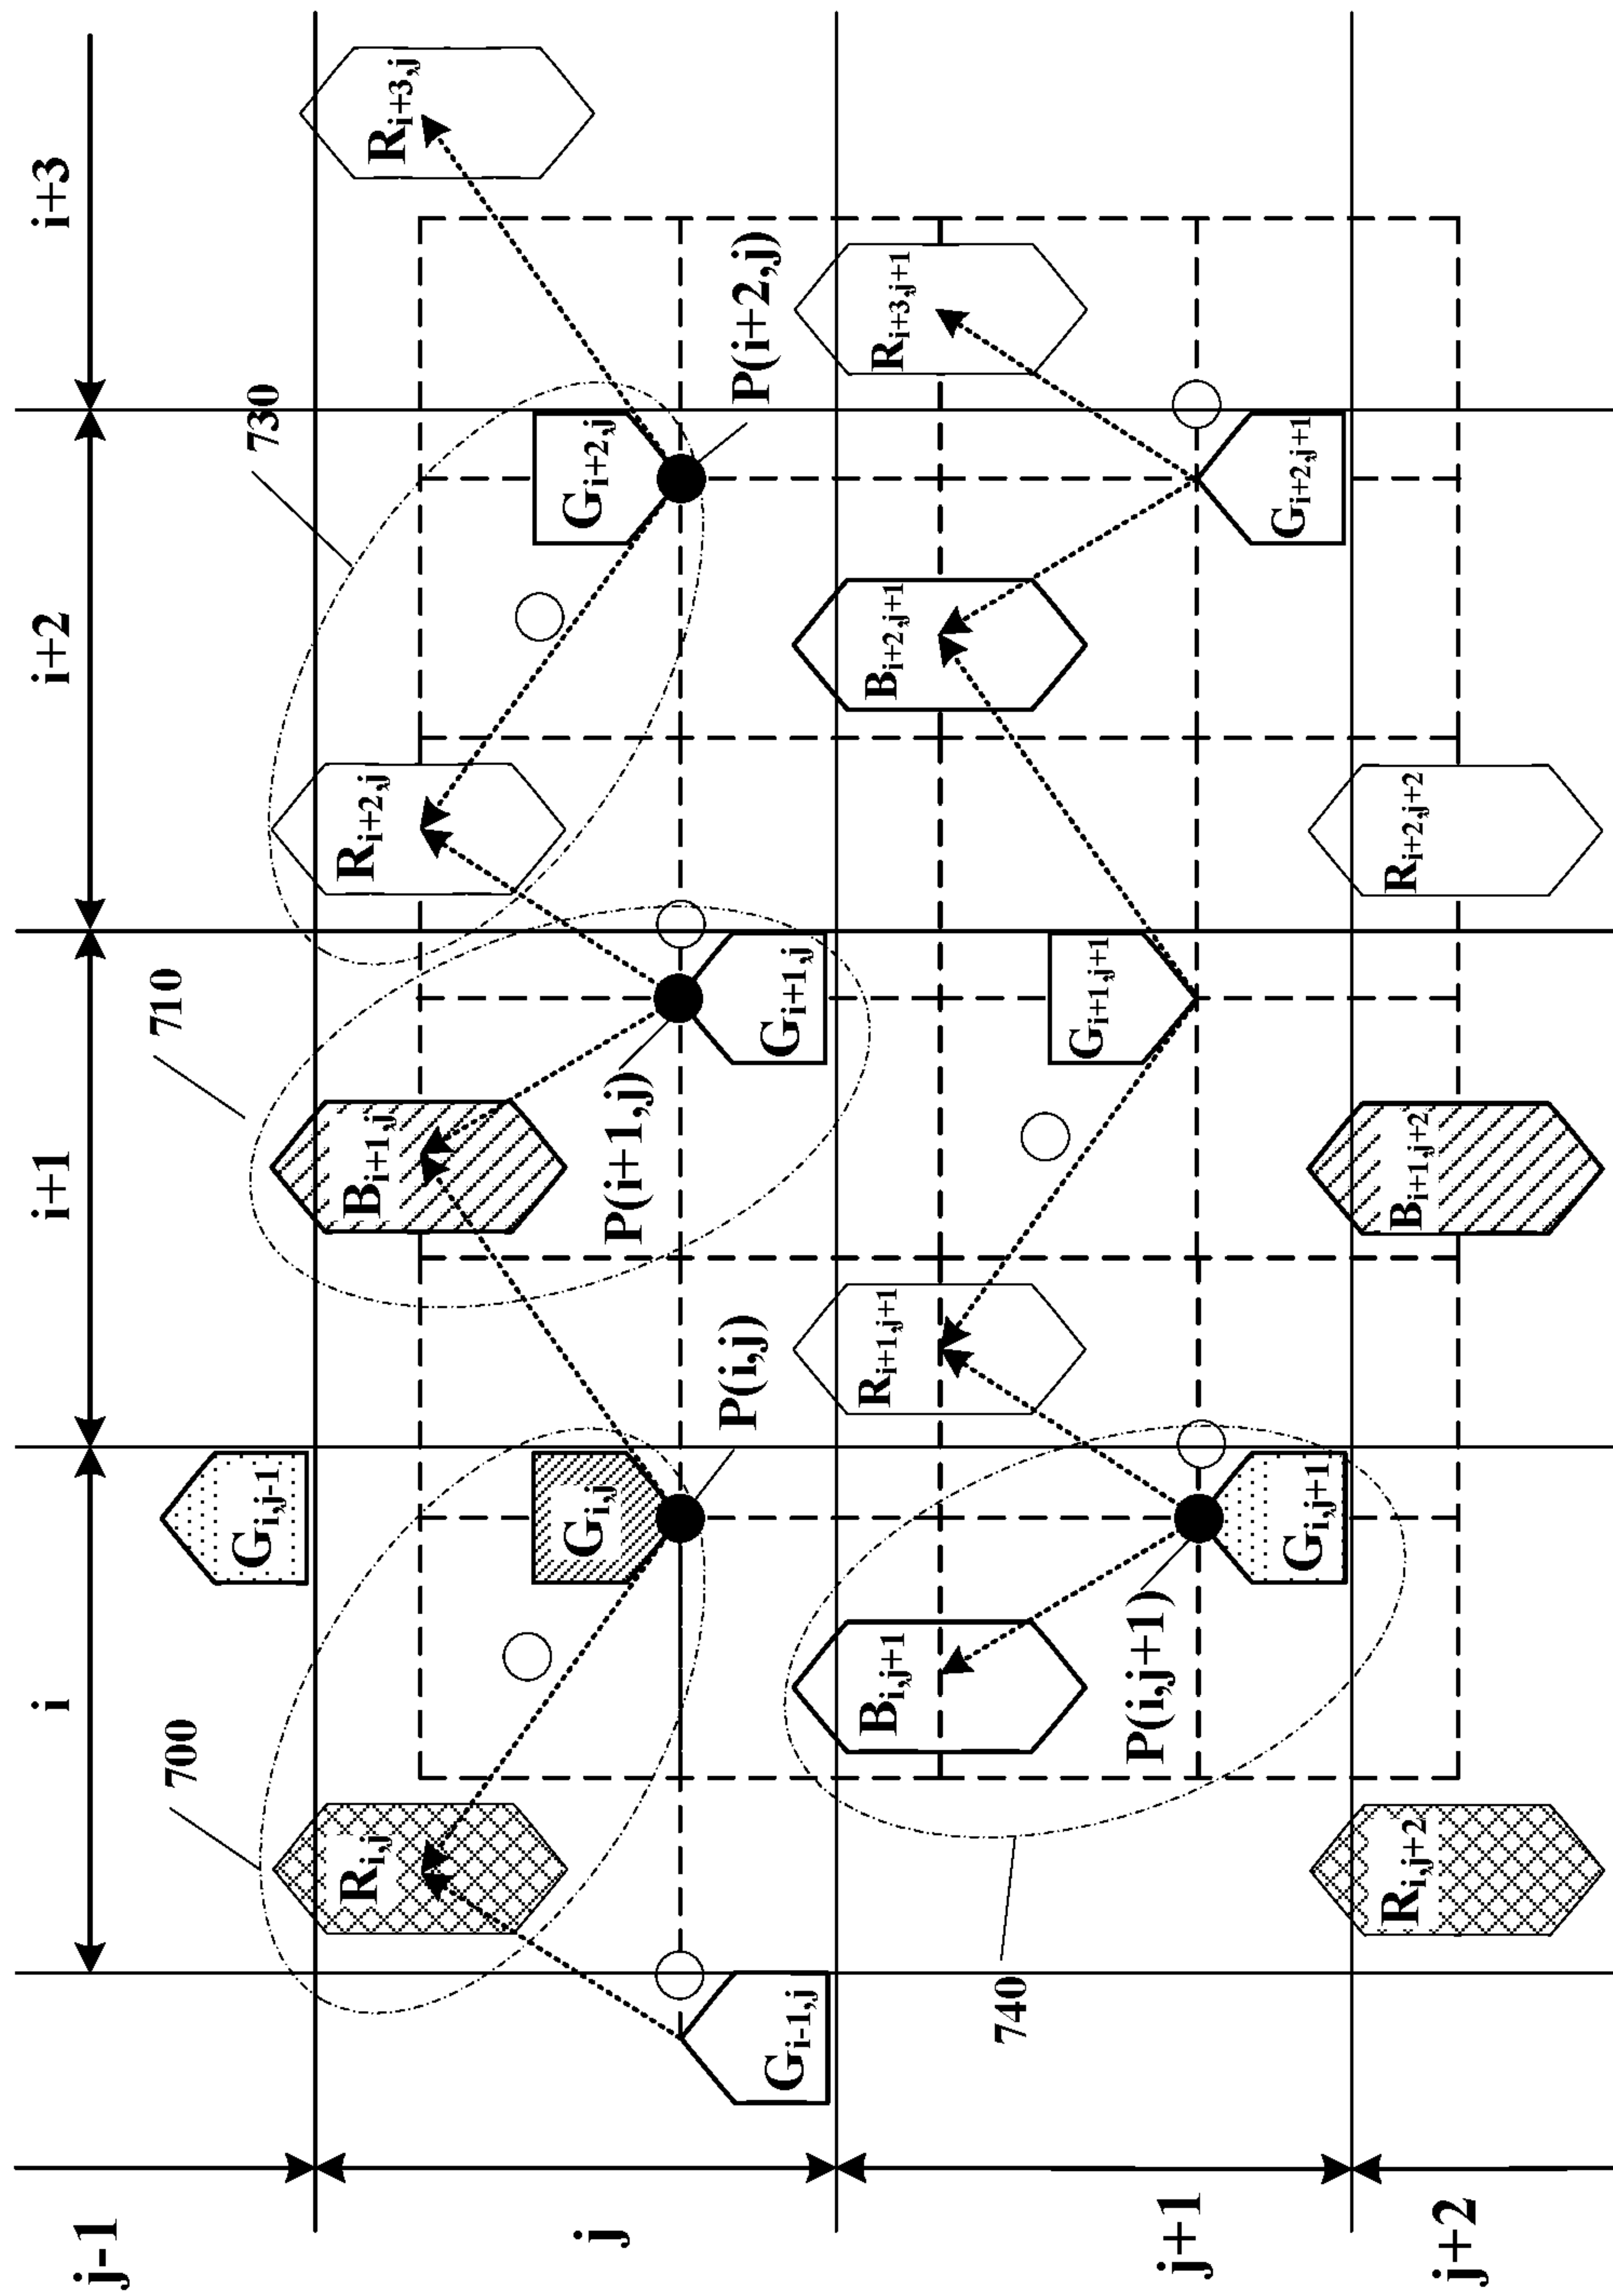 i
i+1
i+2
i+3
j-1
j
j+1
j+2
700
710
730
740
G_{i,j-1}
R_{i,j}
B_{i+1,j}
R_{i+2,j}
R_{i+3,j}
G_{i,j}
G_{i+2,j}
P(i,j)
P(i+1,j)
P(i+2,j)
G_{i-1,j}
G_{i+1,j}
B_{i,j+1}
R_{i+1,j+1}
B_{i+2,j+1}
R_{i+3,j+1}
G_{i+1,j+1}
P(i,j+1)
G_{i,j+1}
G_{i+2,j+1}
R_{i,j+2}
B_{i+1,j+2}
R_{i+2,j+2}